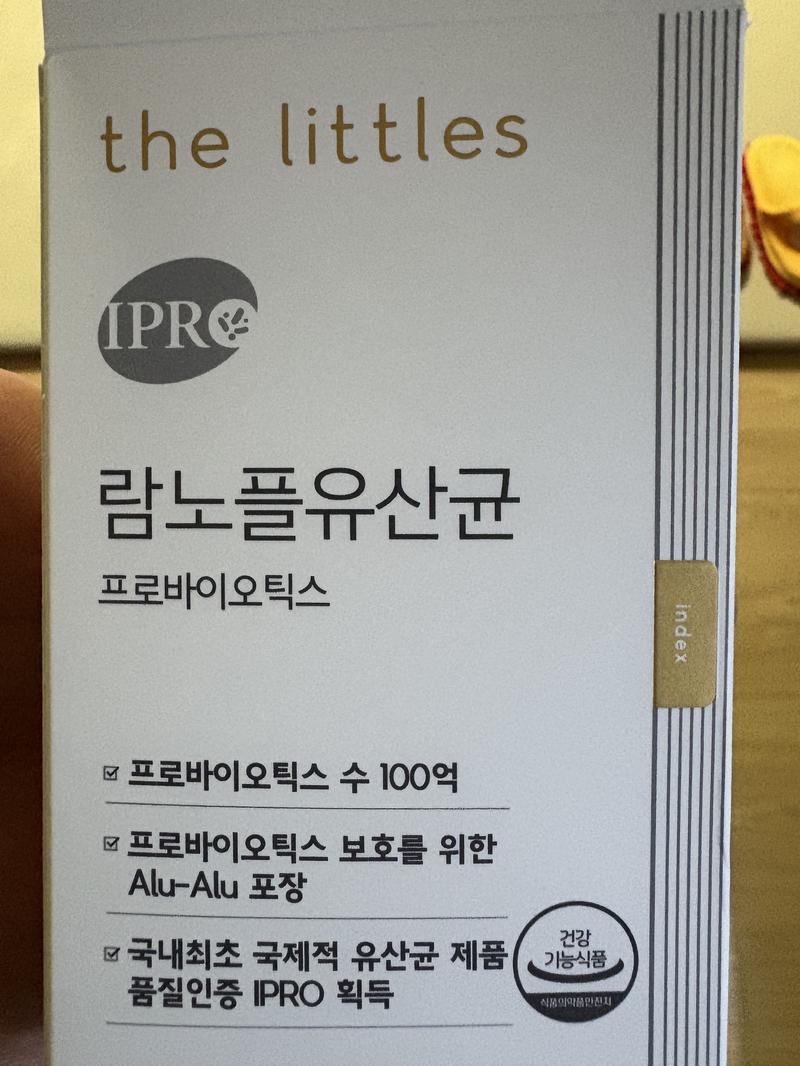 the littles
IPRO
람노플유산균
프로바이오틱스
index
프로바이오틱스 수 100억
프로바이오틱스 보호를 위한
Alu-Alu 포장
국내최초 국제적 유산균 제품
품질인증 IPRO 획득
건강
기능식품
식품의약품안전처